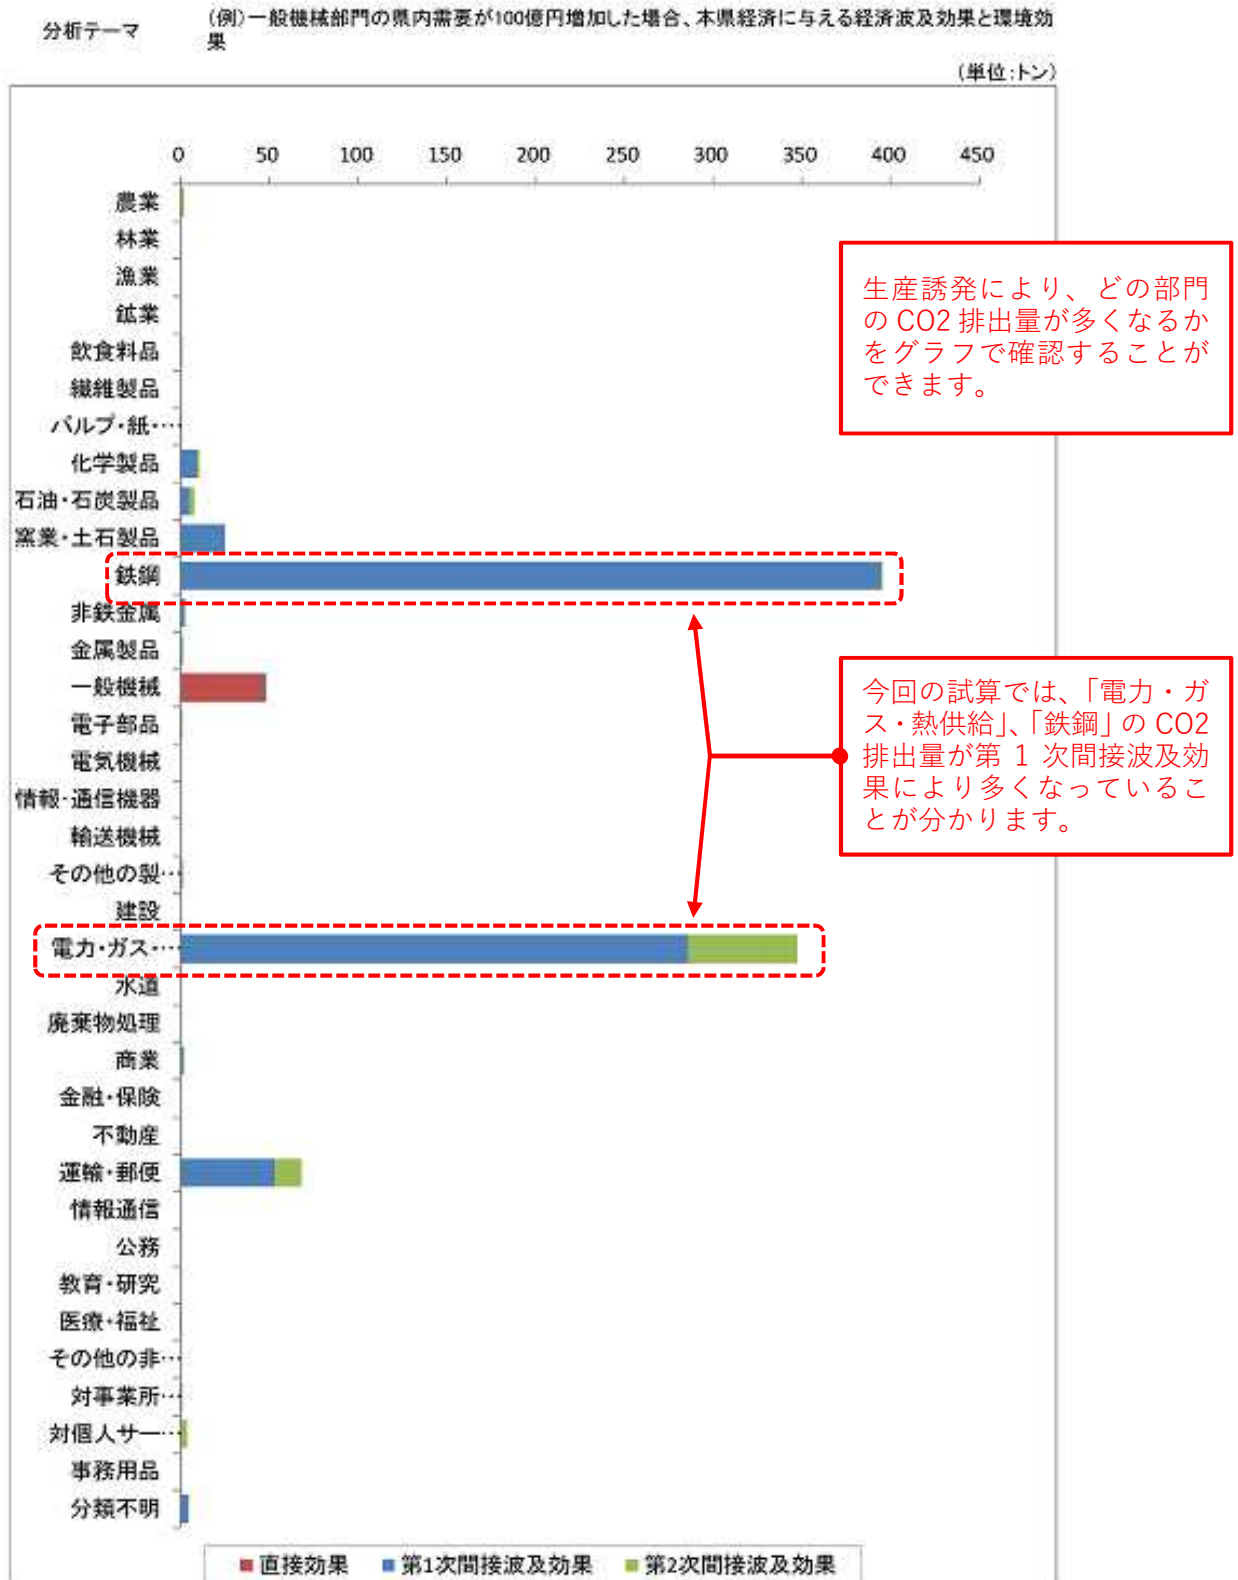 分析テーマ
(例)一般機械部門の県内需要が100億円増加した場合、本県経済に与える経済波及効果と環境効
果
(単位:トン)
0 50 100 150 200 250 300 350 400 450
農業
林業
漁業
鉱業
飲食料品
繊維製品
パルプ・紙・…
化学製品
石油・石炭製品
窯業・土石製品
鉄鋼
非鉄金属
金属製品
一般機械
電子部品
電気機械
情報・通信機器
輸送機械
その他の製…
建設
電力・ガス・…
水道
廃棄物処理
商業
金融・保険
不動産
運輸・郵便
情報通信
公務
教育・研究
医療・福祉
その他の非…
対事業所…
対個人サー…
事務用品
分類不明
生産誘発により、どの部門
の CO2 排出量が多くなるか
をグラフで確認することが
できます。
今回の試算では、「電力・ガ
ス・熱供給」、「鉄鋼」の CO2
排出量が第 1 次間接波及効
果により多くなっているこ
とが分かります。
直接効果 第1次間接波及効果 第2次間接波及効果